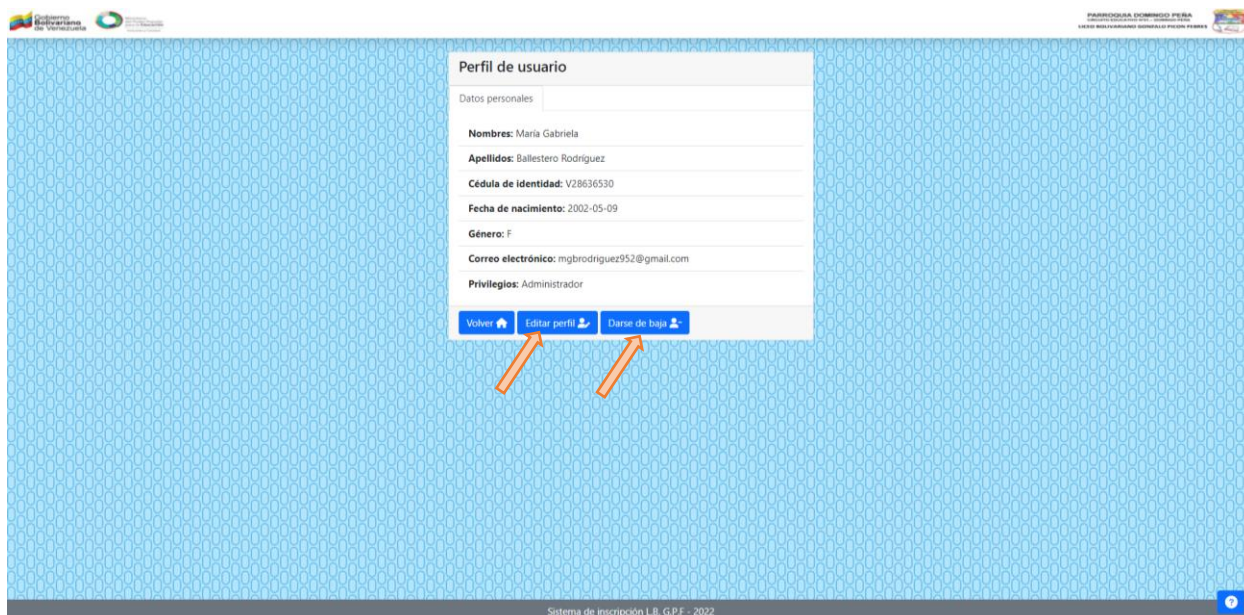 Gobierno
Bolivariano
de Venezuela
PARROQUIA DOMINGO PEÑA
LICEO BOLIVARIANO GONZALO PICON FEBRES
Perfil de usuario
Datos personales
Nombres: María Gabriela
Apellidos: Ballestero Rodríguez
Cédula de identidad: V28636530
Fecha de nacimiento: 2002-05-09
Género: F
Correo electrónico: mgbrodriguez952@gmail.com
Privilegios: Administrador
Volver Editar perfil Darse de baja
Sistema de inscripción L.B. G.P.F - 2022